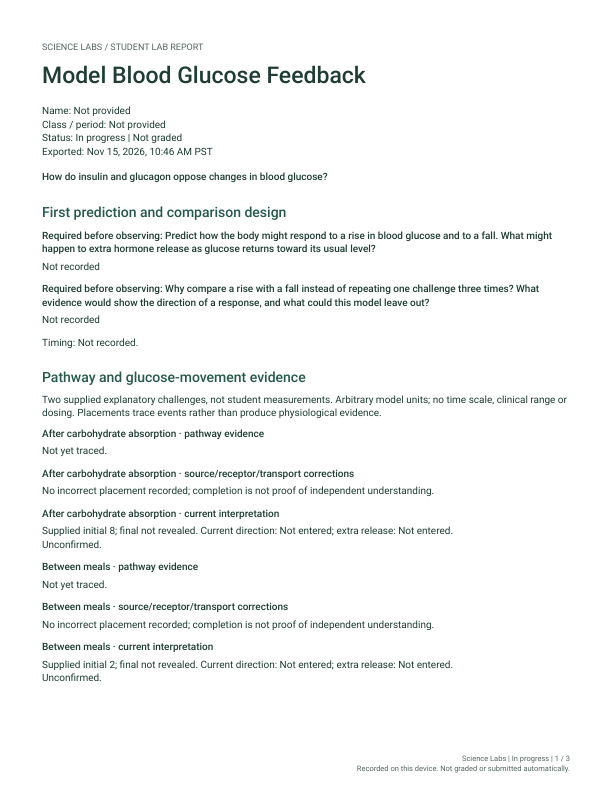 SCIENCE LABS / STUDENT LAB REPORT
Model Blood Glucose Feedback
Name: Not provided
Class / period: Not provided
Status: In progress | Not graded
Exported: Nov 15, 2026, 10:46 AM PST
How do insulin and glucagon oppose changes in blood glucose?
First prediction and comparison design
Required before observing: Predict how the body might respond to a rise in blood glucose and to a fall. What might
happen to extra hormone release as glucose returns toward its usual level?
Not recorded
Required before observing: Why compare a rise with a fall instead of repeating one challenge three times? What
evidence would show the direction of a response, and what could this model leave out?
Not recorded
Timing: Not recorded.
Pathway and glucose-movement evidence
Two supplied explanatory challenges, not student measurements. Arbitrary model units; no time scale, clinical range or
dosing. Placements trace events rather than produce physiological evidence.
After carbohydrate absorption · pathway evidence
Not yet traced.
After carbohydrate absorption · source/receptor/transport corrections
No incorrect placement recorded; completion is not proof of independent understanding.
After carbohydrate absorption · current interpretation
Supplied initial 8; final not revealed. Current direction: Not entered; extra release: Not entered.
Unconfirmed.
Between meals · pathway evidence
Not yet traced.
Between meals · source/receptor/transport corrections
No incorrect placement recorded; completion is not proof of independent understanding.
Between meals · current interpretation
Supplied initial 2; final not revealed. Current direction: Not entered; extra release: Not entered.
Unconfirmed.
Science Labs | In progress | 1 / 3
Recorded on this device. Not graded or submitted automatically.